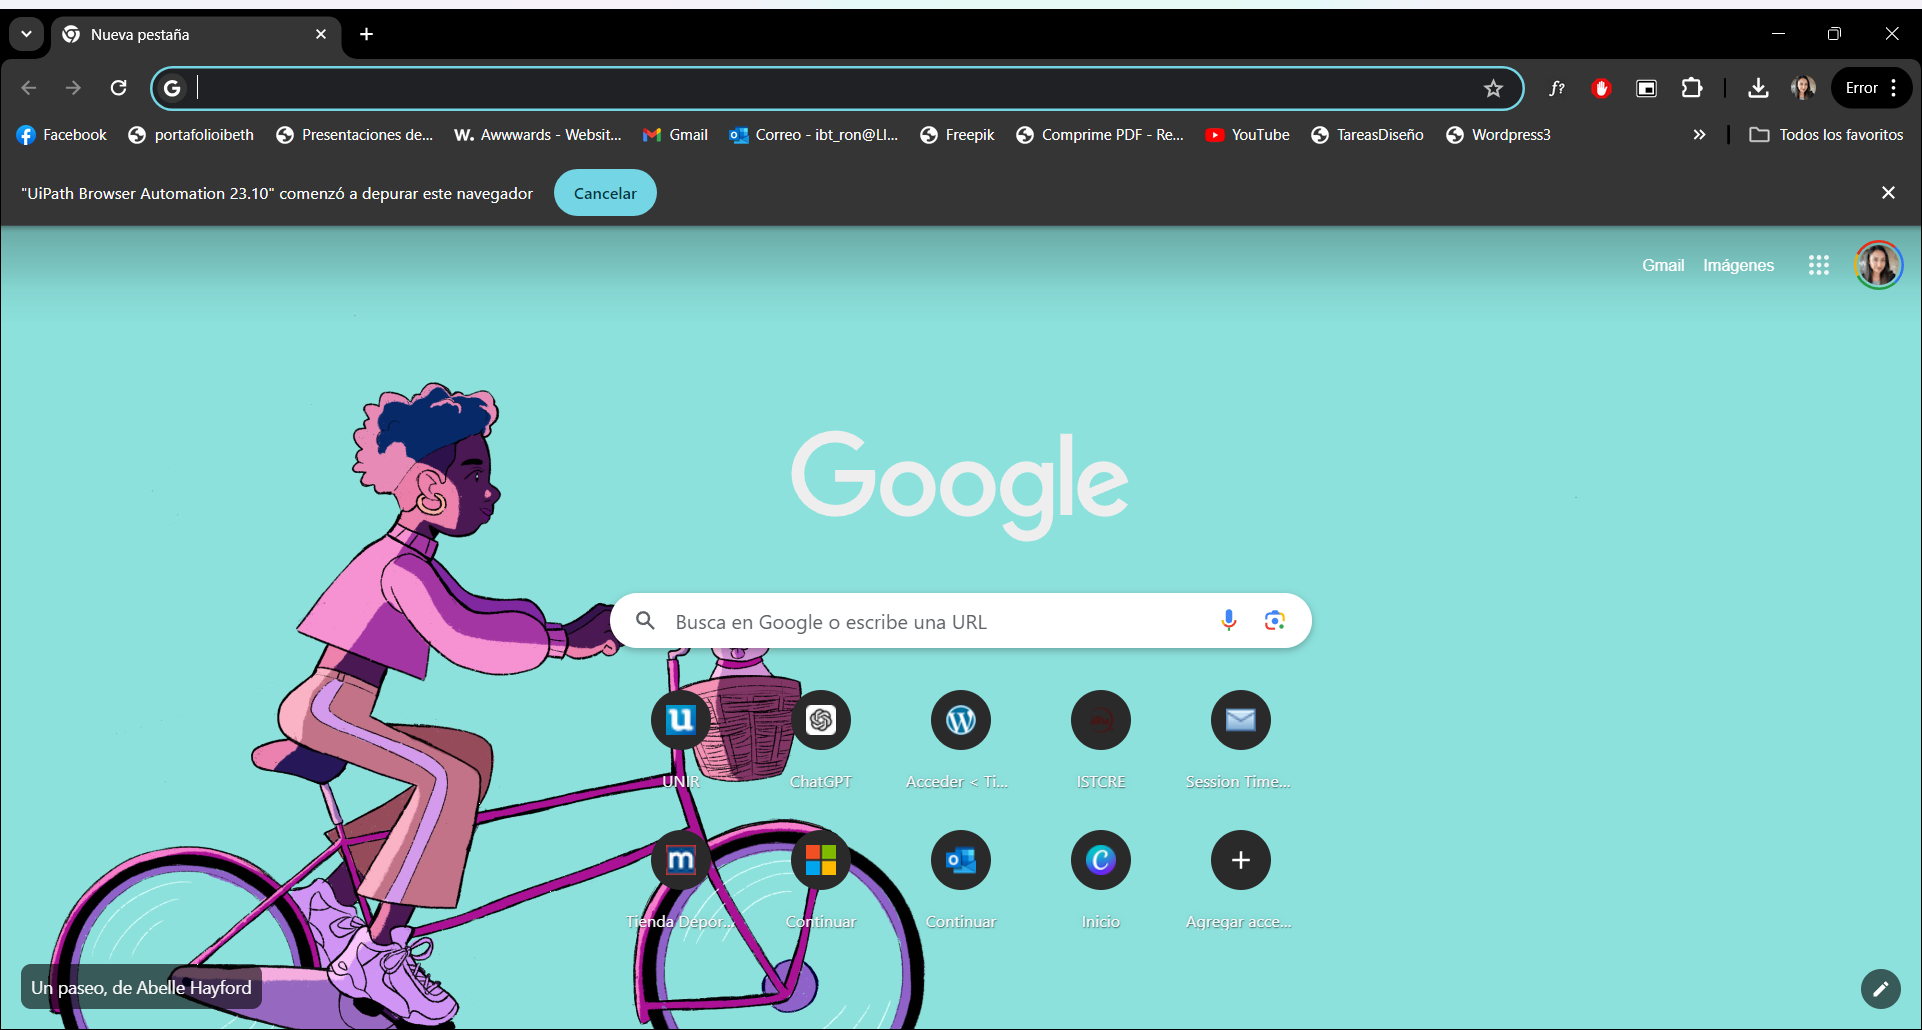 Nueva pestaña
Error
Facebook
portafolioibeth
Presentaciones de...
W. Awwwards - Websit...
Gmail
Correo - ibt_ron@LI...
Freepik
Comprime PDF - Re...
YouTube
TareasDiseño
Wordpress3
Todos los favoritos
"UiPath Browser Automation 23.10" comenzó a depurar este navegador
Cancelar
Gmail
Imágenes
Google
Busca en Google o escribe una URL
UNIR
ChatGPT
Acceder < Ti...
ISTCRE
Session Time...
Tienda Depor...
Continuar
Continuar
Inicio
Agregar acce...
Un paseo, de Abelle Hayford